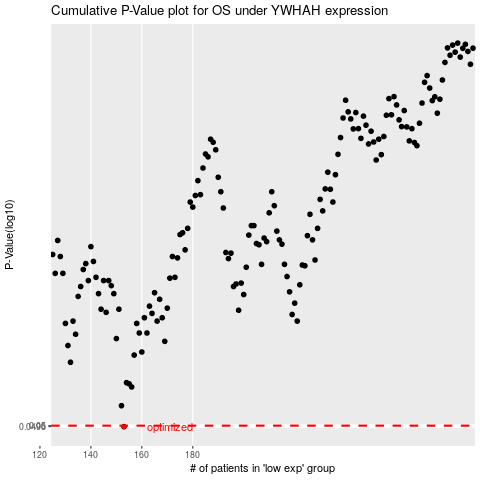 Cumulative P-Value plot for OS under YWHAH expression
P-Value(log10)
optimized
120 140 160 180
# of patients in 'low exp' group